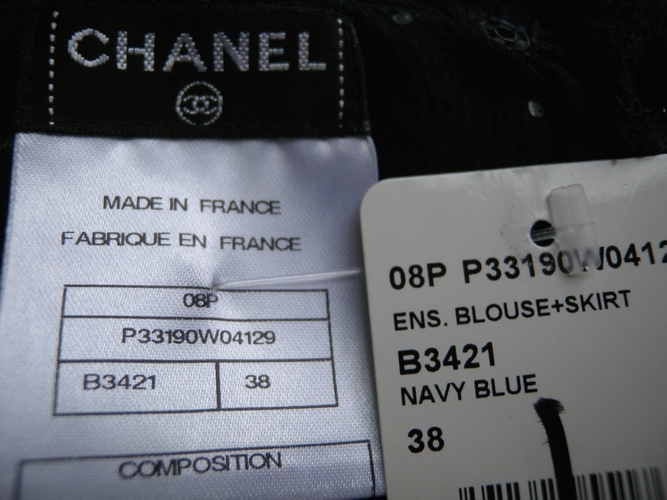 CHANEL
MADE IN FRANCE
FABRIQUE EN FRANCE
08P
P33190W04129
B3421 38
COMPOSITION
08P P33190W0412
ENS. BLOUSE+SKIRT
B3421
NAVY BLUE
38